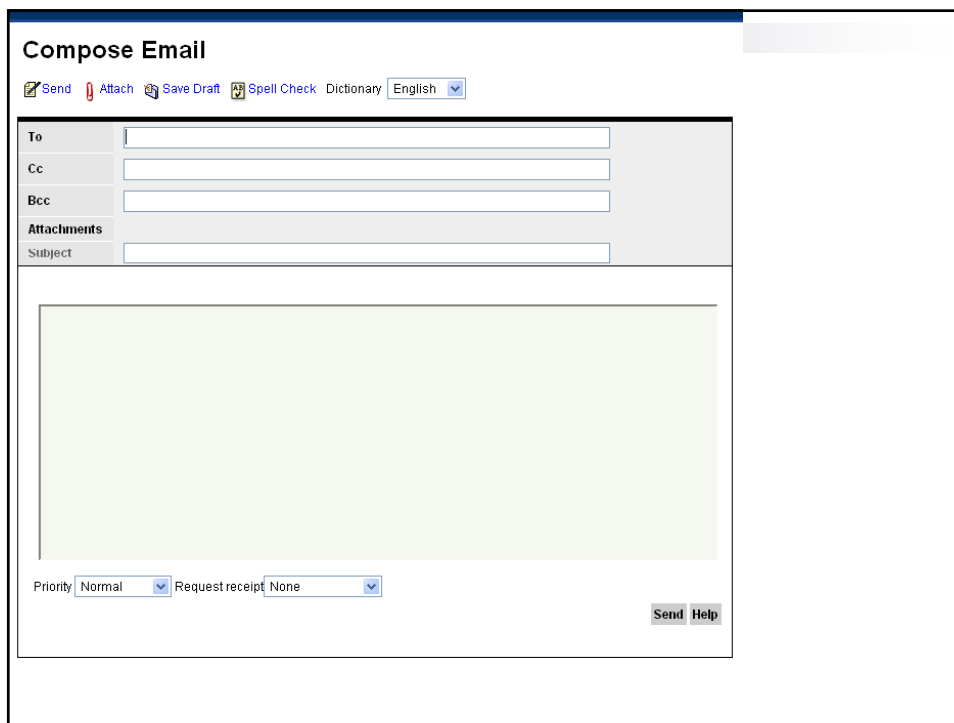 Compose Email
Send Attach Save Draft Spell Check Dictionary English
To
Cc
Bcc
Attachments
Subject
Priority Normal Request receipt None
Send Help